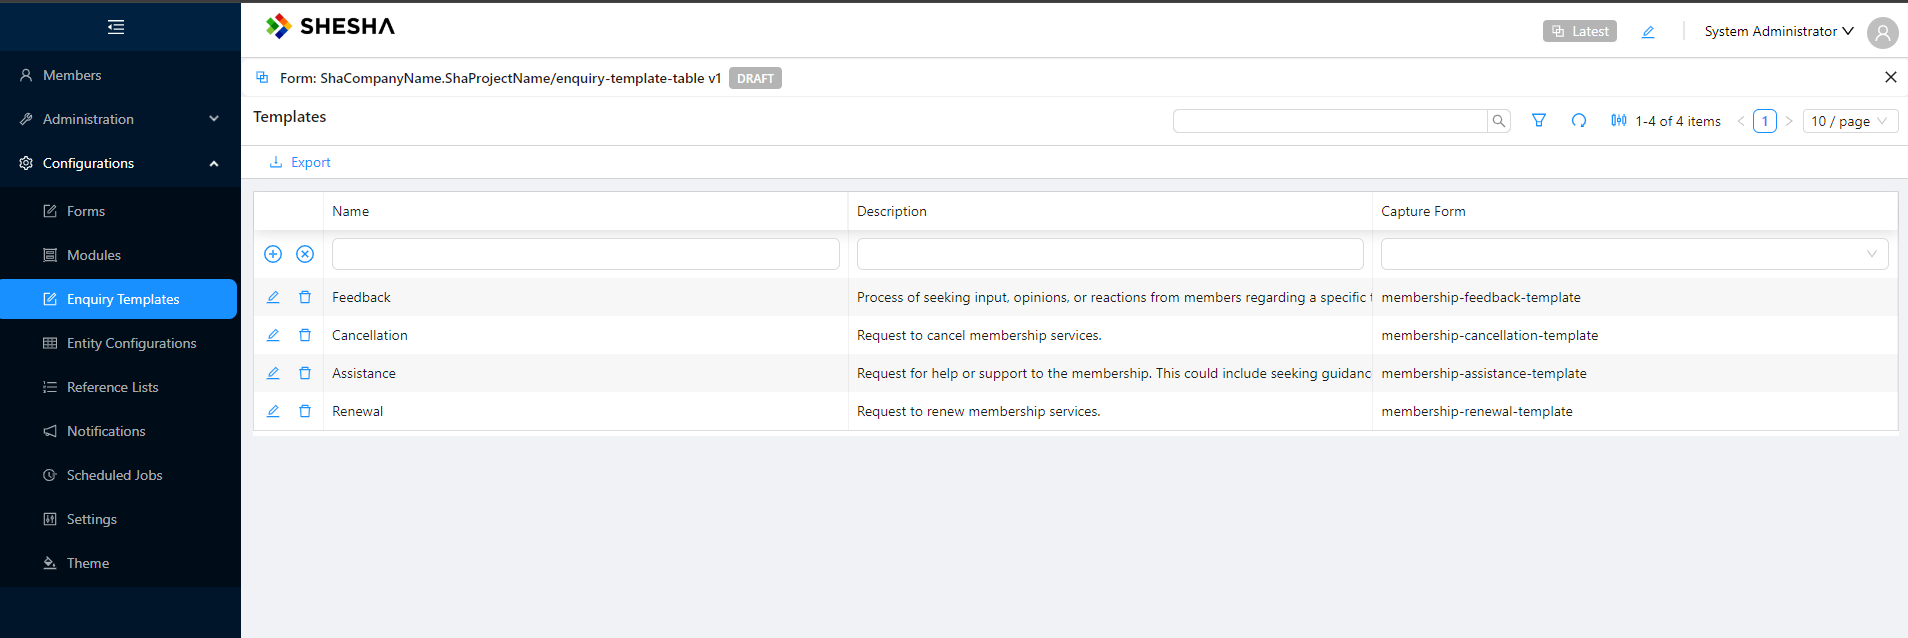 SHESHA
Latest
System Administrator
Members
Administration
Configurations
Forms
Modules
Enquiry Templates
Entity Configurations
Reference Lists
Notifications
Scheduled Jobs
Settings
Theme
Form: ShaCompanyName.ShaProjectName/enquiry-template-table v1 DRAFT
Templates
1-4 of 4 items
1
10 / page
Export
Name Description Capture Form
Feedback Process of seeking input, opinions, or reactions from members regarding a specific membership-feedback-template
Cancellation Request to cancel membership services. membership-cancellation-template
Assistance Request for help or support to the membership. This could include seeking guidanc membership-assistance-template
Renewal Request to renew membership services. membership-renewal-template